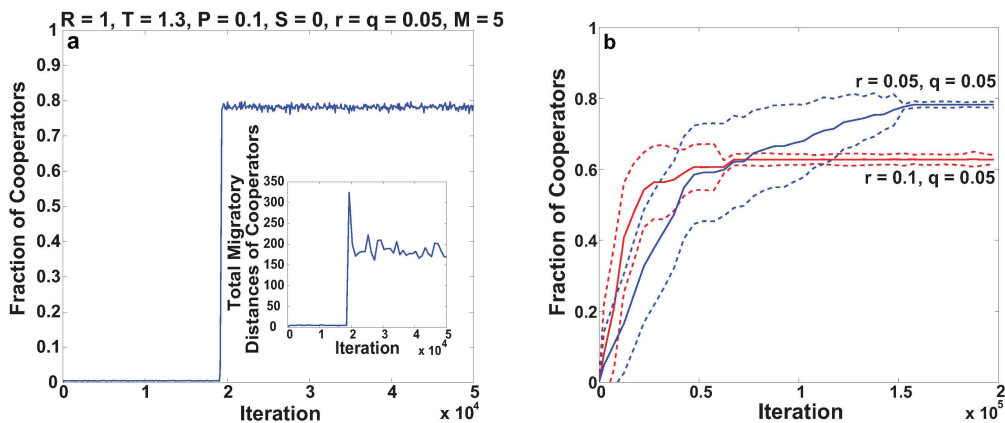 R = 1, T = 1.3, P = 0.1, S = 0, r = q = 0.05, M = 5
a
Fraction of Cooperators
1
0.9
0.8
0.7
0.6
0.5
0.4
0.3
0.2
0.1
0
0 1 2 3 4 5
Iteration
x 10^4
Total Migratory
Distances of Cooperators
350
300
250
200
150
100
50
0
0 1 2 3 4 5
Iteration
x 10^4
b
Fraction of Cooperators
1
0.8
0.6
0.4
0.2
0
r = 0.05, q = 0.05
r = 0.1, q = 0.05
0 0.5 1 1.5 2
Iteration
x 10^5